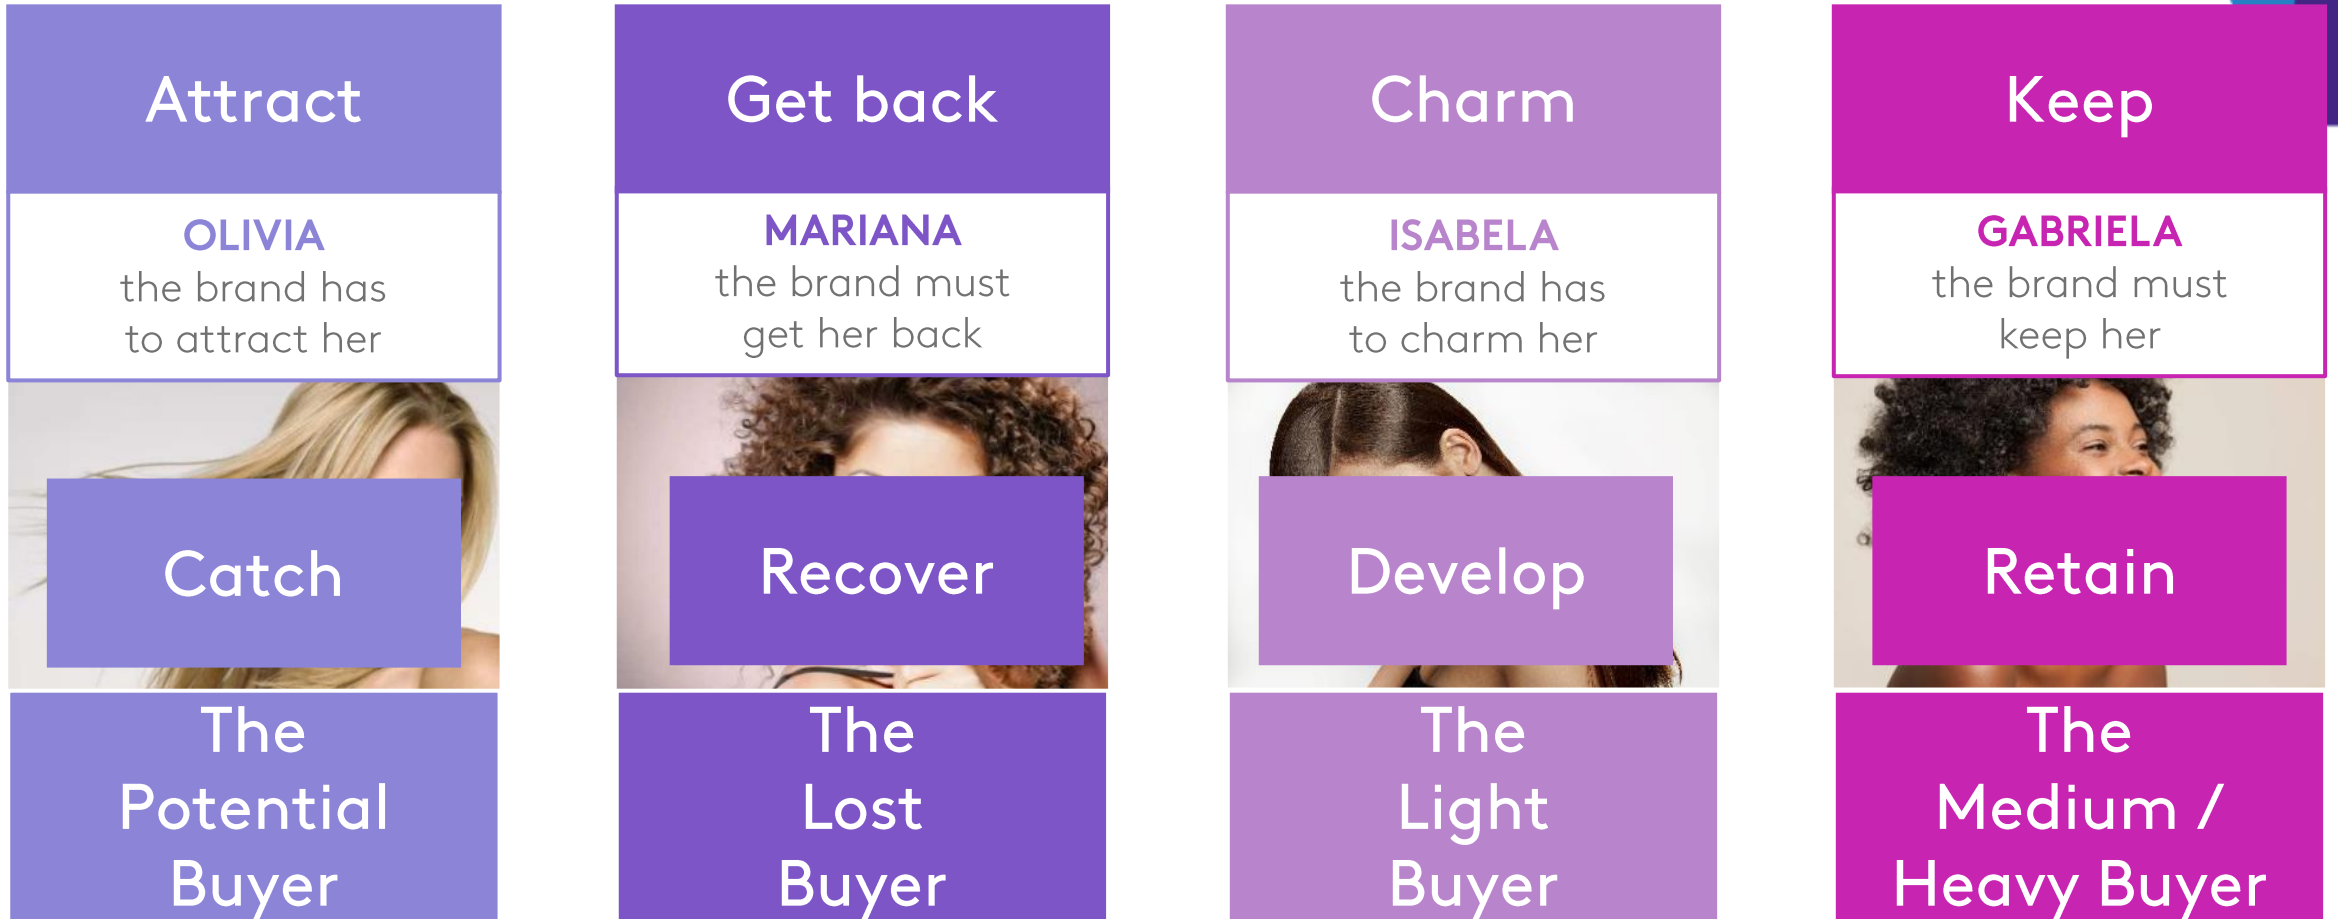 Attract
OLIVIA
the brand has
to attract her
Catch
The
Potential
Buyer
Get back
MARIANA
the brand must
get her back
Recover
The
Lost
Buyer
Charm
ISABELA
the brand has
to charm her
Develop
The
Light
Buyer
Keep
GABRIELA
the brand must
keep her
Retain
The
Medium /
Heavy Buyer